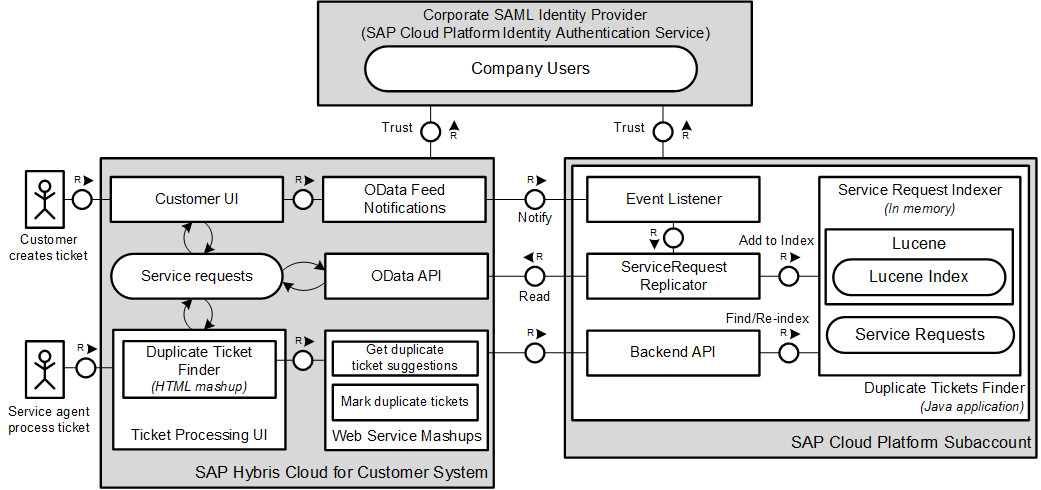 Corporate SAML Identity Provider
(SAP Cloud Platform Identity Authentication Service)
Company Users
Trust
R
Trust
R
R
Customer UI
R
OData Feed
Notifications
R
Notify
Event Listener
Service Request Indexer
(In memory)
Customer
creates ticket
R
Add to Index
Lucene
Lucene Index
Service requests
OData API
R
Read
ServiceRequest
Replicator
R
Service Requests
Find/Re-index
R
Duplicate Ticket
Finder
(HTML mashup)
R
Get duplicate
ticket suggestions
R
Backend API
R
Service agent
process ticket
Mark duplicate tickets
Duplicate Tickets Finder
(Java application)
Ticket Processing UI
Web Service Mashups
SAP Cloud Platform Subaccount
SAP Hybris Cloud for Customer System